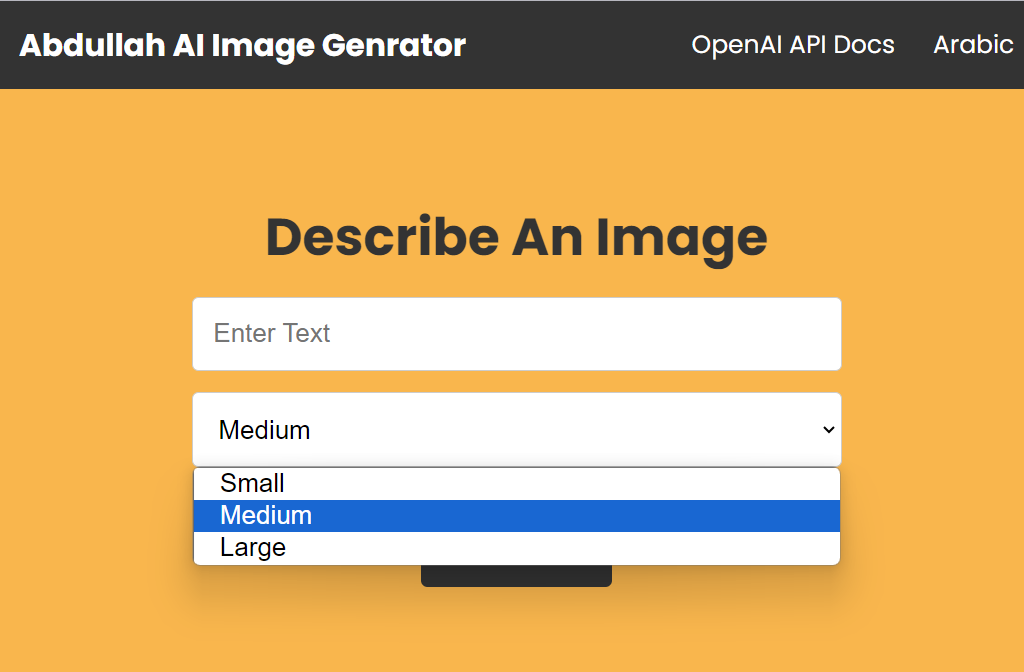 Abdullah AI Image Genrator
OpenAI API Docs
Arabic
Describe An Image
Enter Text
Medium
Small
Medium
Large